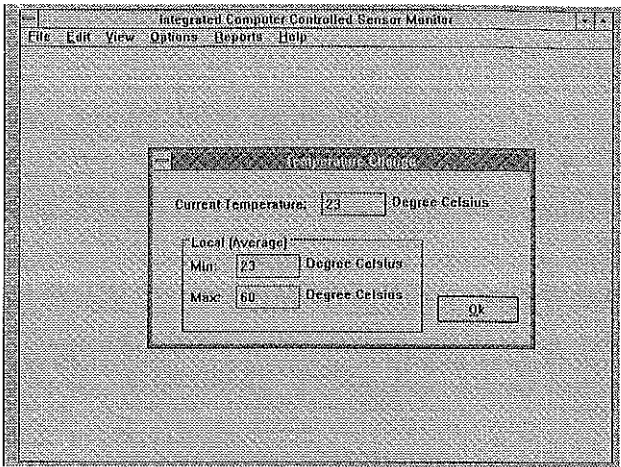 Integrated Computer Controlled Sensor Monitor
File Edit View Options Reports Help
Temperature Change
Current Temperature: 23 Degree Celsius
Local (Average)
Min: 23 Degree Celsius
Max: 60 Degree Celsius
Ok